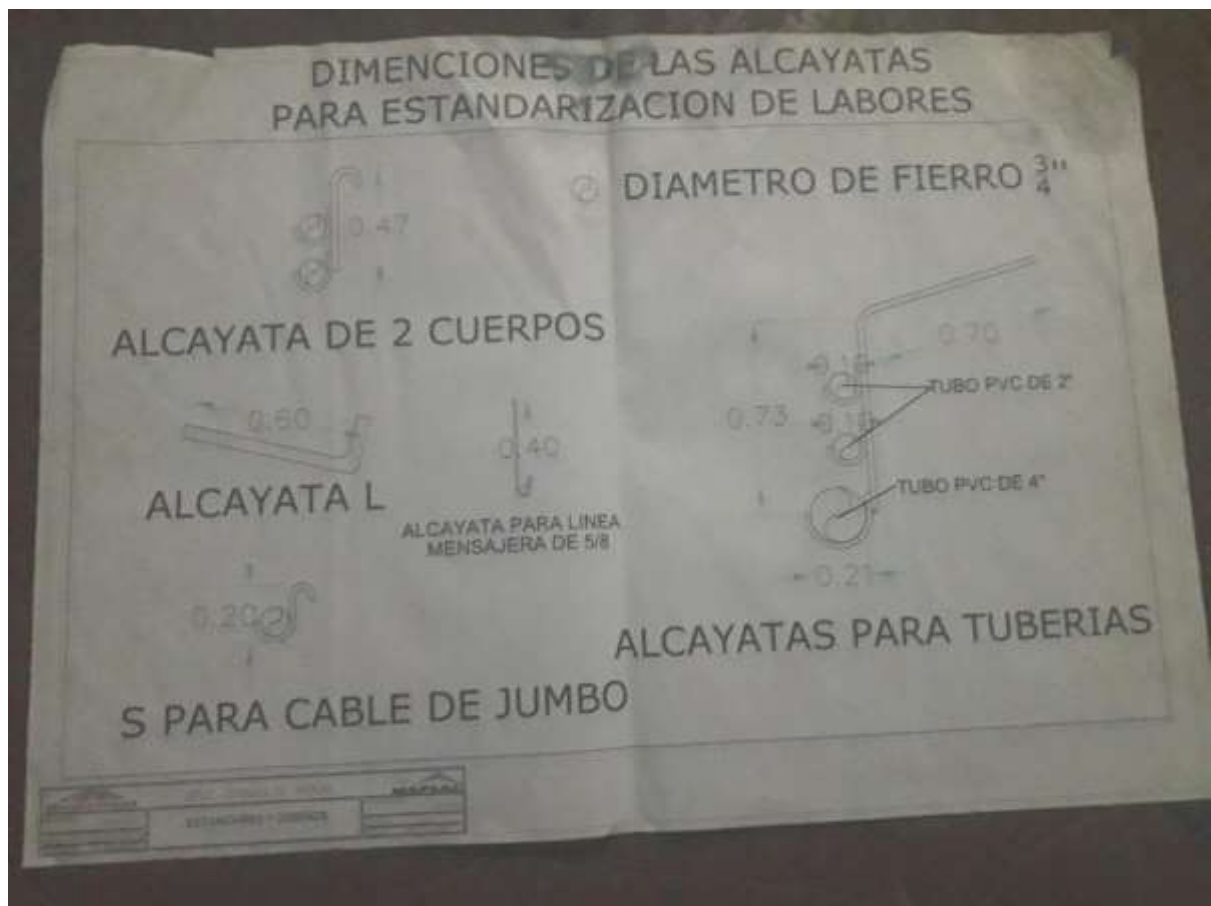 DIMENCIONES DE LAS ALCAYATAS
PARA ESTANDARIZACION DE LABORES
DIAMETRO DE FIERRO 3/4"
0.47
ALCAYATA DE 2 CUERPOS
0.60
ALCAYATA L
0.40
ALCAYATA PARA LINEA
MENSAJERA DE 5/8
0.20
S PARA CABLE DE JUMBO
0.70
TUBO PVC DE 2"
0.73
TUBO PVC DE 4"
0.21
ALCAYATAS PARA TUBERIAS